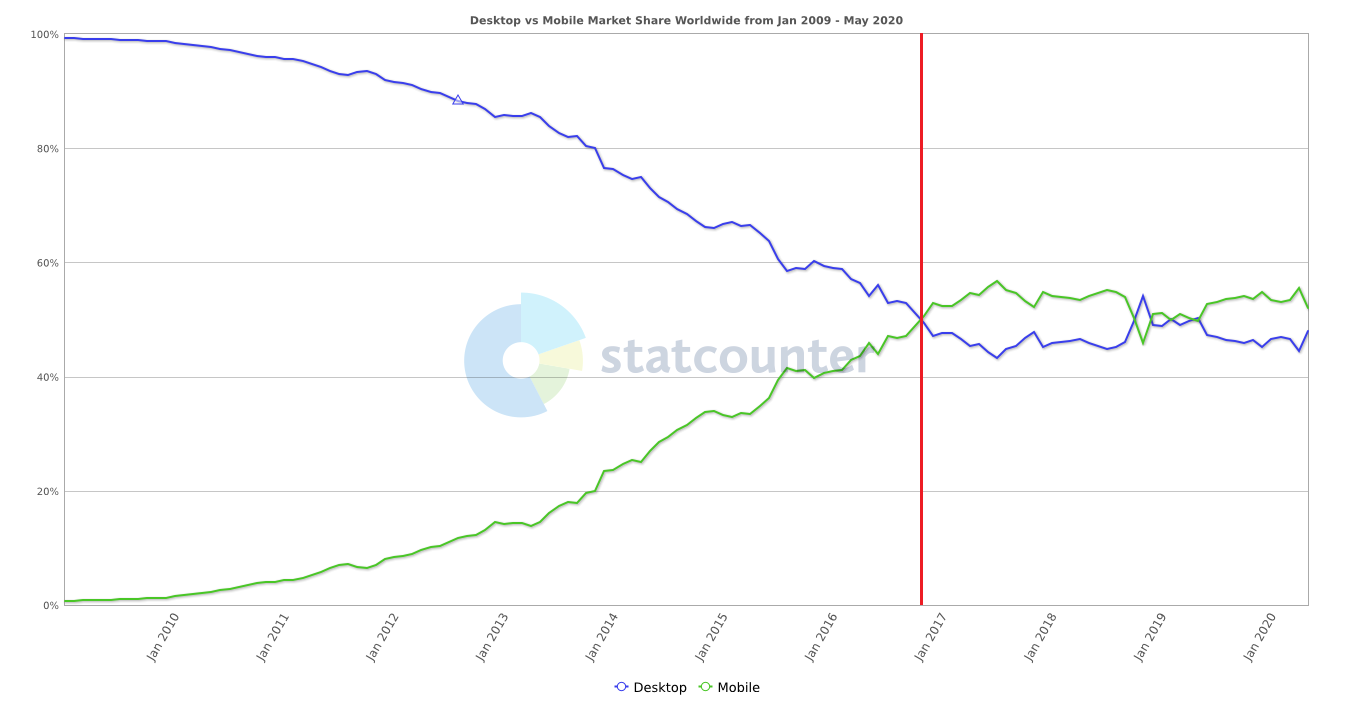 Desktop vs Mobile Market Share Worldwide from Jan 2009 - May 2020
100%
80%
60%
40%
20%
0%
statcounter
Jan 2010
Jan 2011
Jan 2012
Jan 2013
Jan 2014
Jan 2015
Jan 2016
Jan 2017
Jan 2018
Jan 2019
Jan 2020
Desktop
Mobile